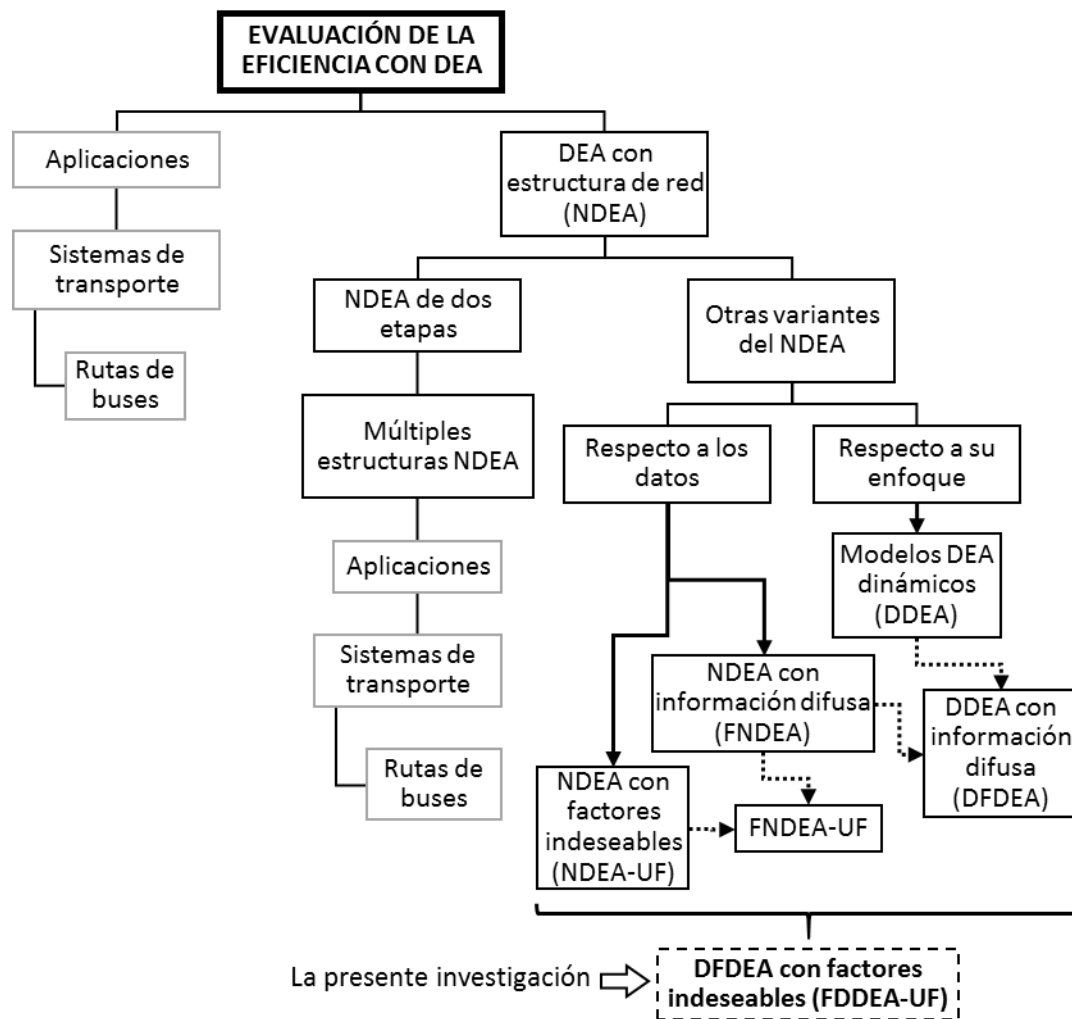 EVALUACIÓN DE LA
EFICIENCIA CON DEA
Aplicaciones
Sistemas de
transporte
Rutas de
buses
DEA con
estructura de red
(NDEA)
NDEA de dos
etapas
Múltiples
estructuras NDEA
Aplicaciones
Sistemas de
transporte
Rutas de
buses
Otras variantes
del NDEA
Respecto a los
datos
Respecto a su
enfoque
Modelos DEA
dinámicos
(DDEA)
NDEA con
información difusa
(FNDEA)
DDEA con
información
difusa
(DFDEA)
NDEA con
factores
indeseables
(NDEA-UF)
FNDEA-UF
La presente investigación
DFDEA con factores
indeseables (FDDEA-UF)